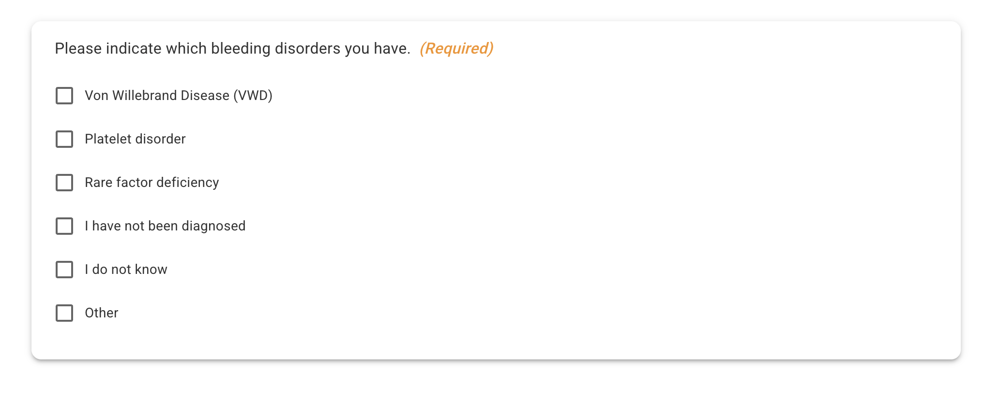 Please indicate which bleeding disorders you have. (Required)
Von Willebrand Disease (VWD)
Platelet disorder
Rare factor deficiency
I have not been diagnosed
I do not know
Other